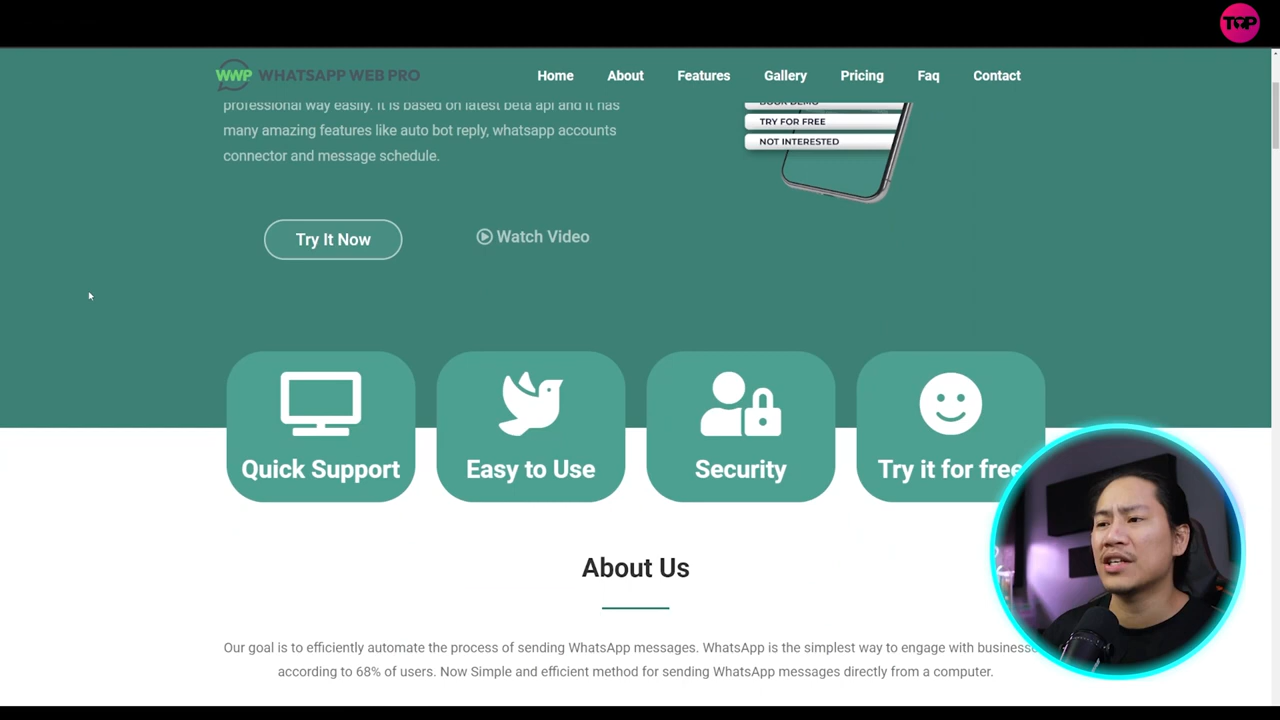 TOP
WWP WHATSAPP WEB PRO
Home About Features Gallery Pricing Faq Contact
professional way easily. It is based on latest beta api and it has
many amazing features like auto bot reply, whatsapp accounts
connector and message schedule.
BOOK DEMO
TRY FOR FREE
NOT INTERESTED
Try It Now
Watch Video
Quick Support
Easy to Use
Security
Try it for free
About Us
Our goal is to efficiently automate the process of sending WhatsApp messages. WhatsApp is the simplest way to engage with business
according to 68% of users. Now Simple and efficient method for sending WhatsApp messages directly from a computer.